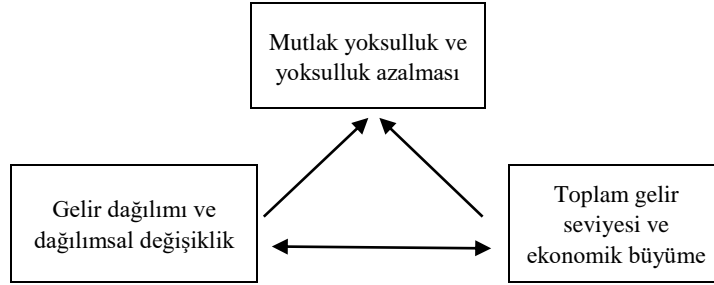 Mutlak yoksulluk ve
yoksulluk azalması
Gelir dağılımı ve
dağılımsal değişiklik
Toplam gelir
seviyesi ve
ekonomik büyüme